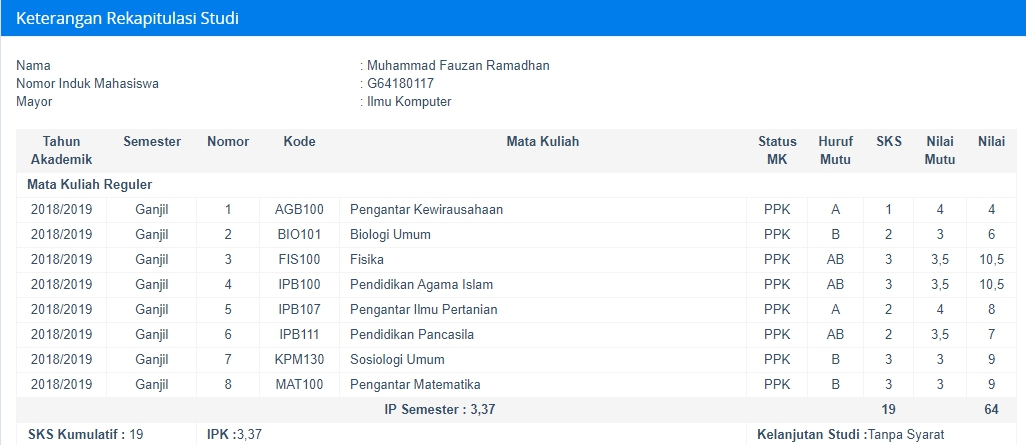 Keterangan Rekapitulasi Studi
Nama : Muhammad Fauzan Ramadhan
Nomor Induk Mahasiswa : G64180117
Mayor : Ilmu Komputer
Tahun Akademik Semester Nomor Kode Mata Kuliah Status MK Huruf Mutu SKS Nilai Mutu Nilai
Mata Kuliah Reguler
2018/2019 Ganjil 1 AGB100 Pengantar Kewirausahaan PPK A 1 4 4
2018/2019 Ganjil 2 BIO101 Biologi Umum PPK B 2 3 6
2018/2019 Ganjil 3 FIS100 Fisika PPK AB 3 3,5 10,5
2018/2019 Ganjil 4 IPB100 Pendidikan Agama Islam PPK AB 3 3,5 10,5
2018/2019 Ganjil 5 IPB107 Pengantar Ilmu Pertanian PPK A 2 4 8
2018/2019 Ganjil 6 IPB111 Pendidikan Pancasila PPK AB 2 3,5 7
2018/2019 Ganjil 7 KPM130 Sosiologi Umum PPK B 3 3 9
2018/2019 Ganjil 8 MAT100 Pengantar Matematika PPK B 3 3 9
IP Semester : 3,37 19 64
SKS Kumulatif : 19 IPK :3,37 Kelanjutan Studi :Tanpa Syarat